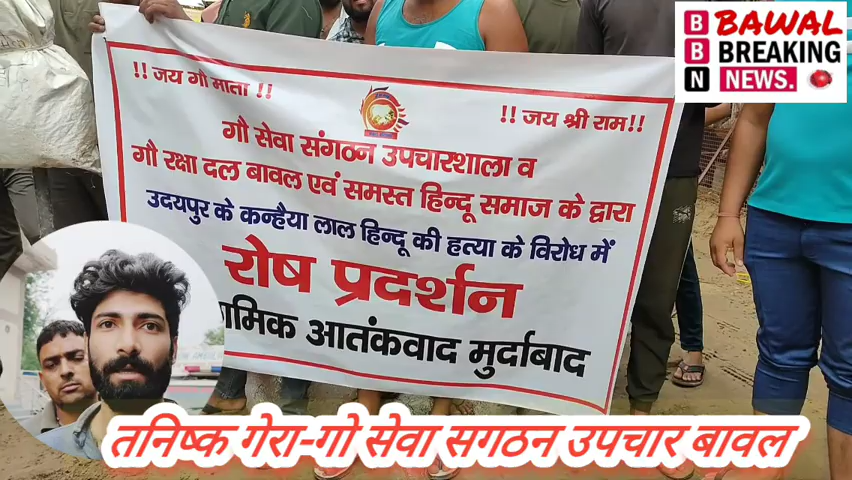 !! जय गौ माता !!
!! जय श्री राम!!
गौ सेवा संगठन उपचारशाला व
गौ रक्षा दल बावल एवं समस्त हिन्दू समाज के द्वारा
उदयपुर के कन्हैया लाल हिन्दू की हत्या के विरोध में
रोष प्रदर्शन
आतंकवाद मुर्दाबाद
BBN BAWAL
BREAKING
NEWS.
तनिष्क गेरा-गो सेवा सगठन उपचार बावल